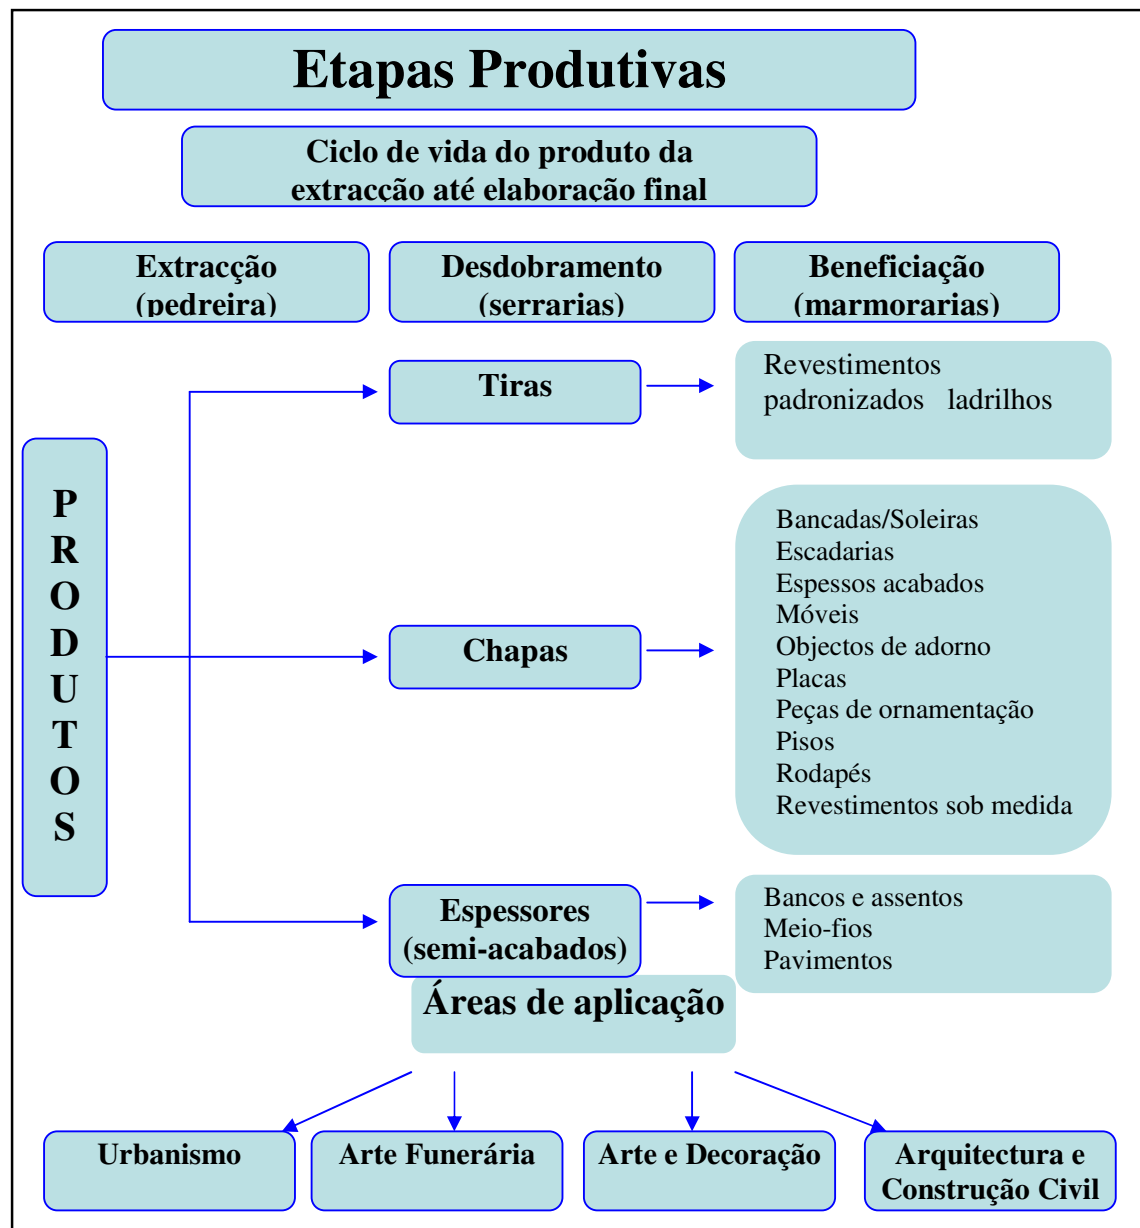 Etapas Produtivas
Ciclo de vida do produto da
extracção até elaboração final
Extracção
(pedreira)
Desdobramento
(serrarias)
Beneficiação
(marmorarias)
PRODUTOS
Tiras
Revestimentos
padronizados ladrilhos
Chapas
Bancadas/Soleiras
Escadarias
Espessos acabados
Móveis
Objectos de adorno
Placas
Peças de ornamentação
Pisos
Rodapés
Revestimentos sob medida
Espessores
(semi-acabados)
Bancos e assentos
Meio-fios
Pavimentos
Áreas de aplicação
Urbanismo
Arte Funerária
Arte e Decoração
Arquitectura e
Construção Civil